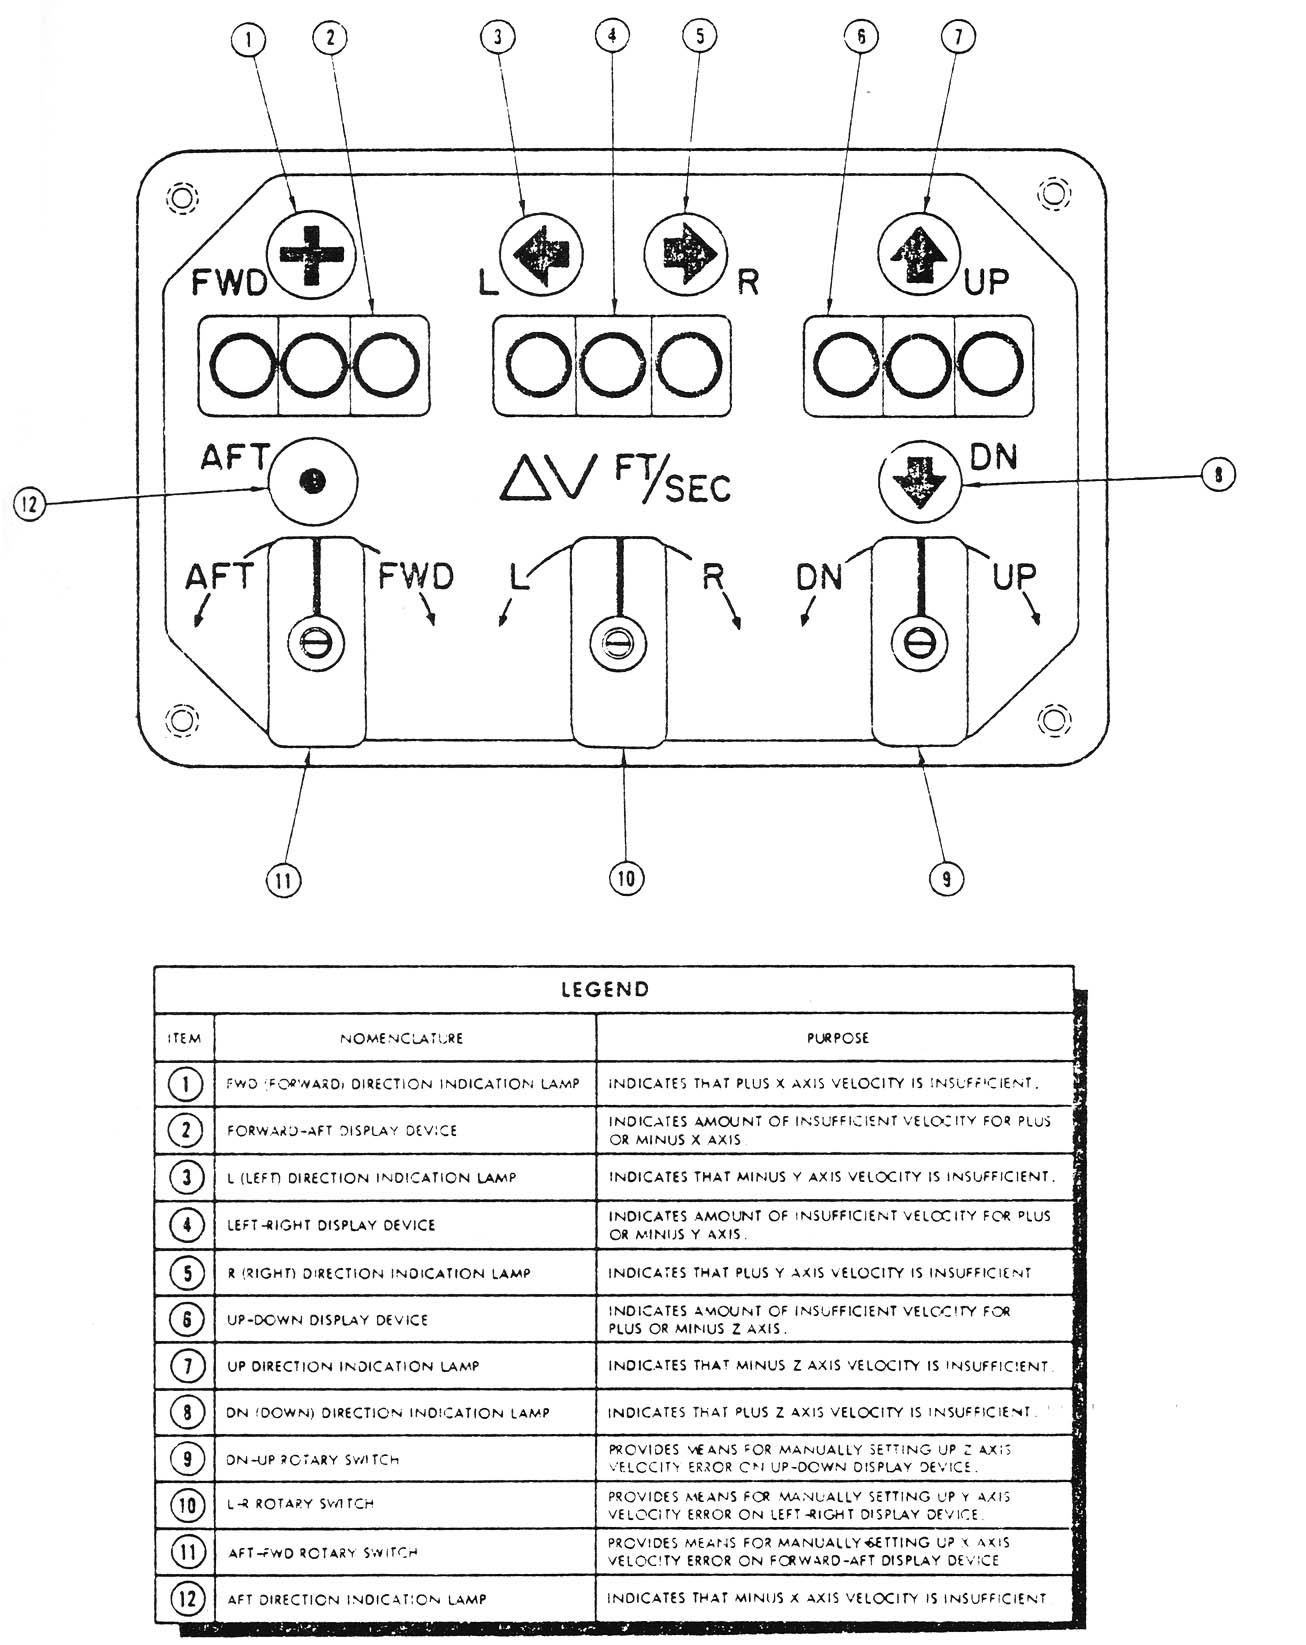 1 2 3 4 5 6 7
FWD L R UP
AFT ΔV FT/SEC DN
12 8
AFT FWD L R DN UP
11 10 9
LEGEND
ITEM NOMENCLATURE PURPOSE
1 FWD (FORWARD) DIRECTION INDICATION LAMP INDICATES THAT PLUS X AXIS VELOCITY IS INSUFFICIENT.
2 FORWARD-AFT DISPLAY DEVICE INDICATES AMOUNT OF INSUFFICIENT VELOCITY FOR PLUS
OR MINUS X AXIS.
3 L (LEFT) DIRECTION INDICATION LAMP INDICATES THAT MINUS Y AXIS VELOCITY IS INSUFFICIENT.
4 LEFT-RIGHT DISPLAY DEVICE INDICATES AMOUNT OF INSUFFICIENT VELOCITY FOR PLUS
OR MINUS Y AXIS.
5 R (RIGHT) DIRECTION INDICATION LAMP INDICATES THAT PLUS Y AXIS VELOCITY IS INSUFFICIENT
6 UP-DOWN DISPLAY DEVICE INDICATES AMOUNT OF INSUFFICIENT VELOCITY FOR
PLUS OR MINUS Z AXIS.
7 UP DIRECTION INDICATION LAMP INDICATES THAT MINUS Z AXIS VELOCITY IS INSUFFICIENT.
8 DN (DOWN) DIRECTION INDICATION LAMP INDICATES THAT PLUS Z AXIS VELOCITY IS INSUFFICIENT.
9 DN-UP ROTARY SWITCH PROVIDES MEANS FOR MANUALLY SETTING UP Z AXIS
VELOCITY ERROR ON UP-DOWN DISPLAY DEVICE.
10 L-R ROTARY SWITCH PROVIDES MEANS FOR MANUALLY SETTING UP Y AXIS
VELOCITY ERROR ON LEFT-RIGHT DISPLAY DEVICE.
11 AFT-FWD ROTARY SWITCH PROVIDES MEANS FOR MANUALLY SETTING UP X AXIS
VELOCITY ERROR ON FORWARD-AFT DISPLAY DEVICE
12 AFT DIRECTION INDICATION LAMP INDICATES THAT MINUS X AXIS VELOCITY IS INSUFFICIENT